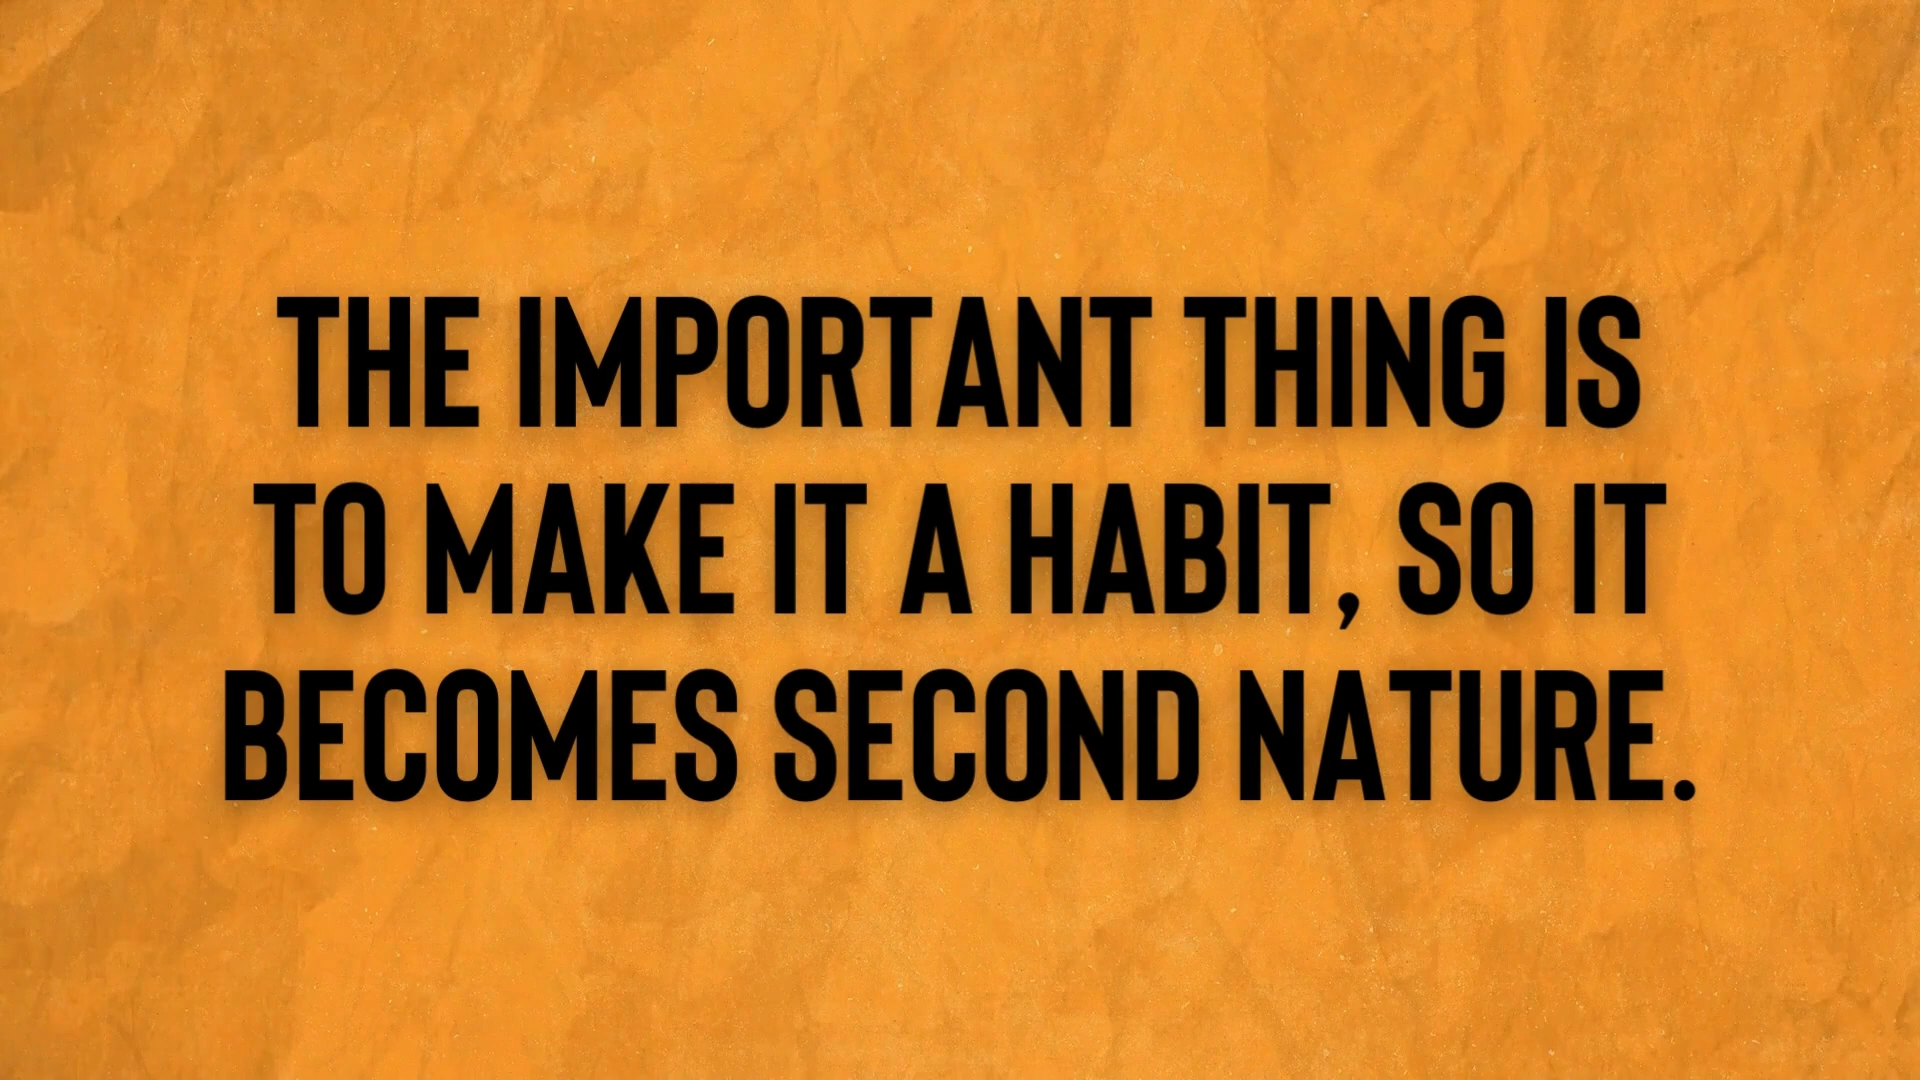 THE IMPORTANT THING IS
TO MAKE IT A HABIT, SO IT
BECOMES SECOND NATURE.